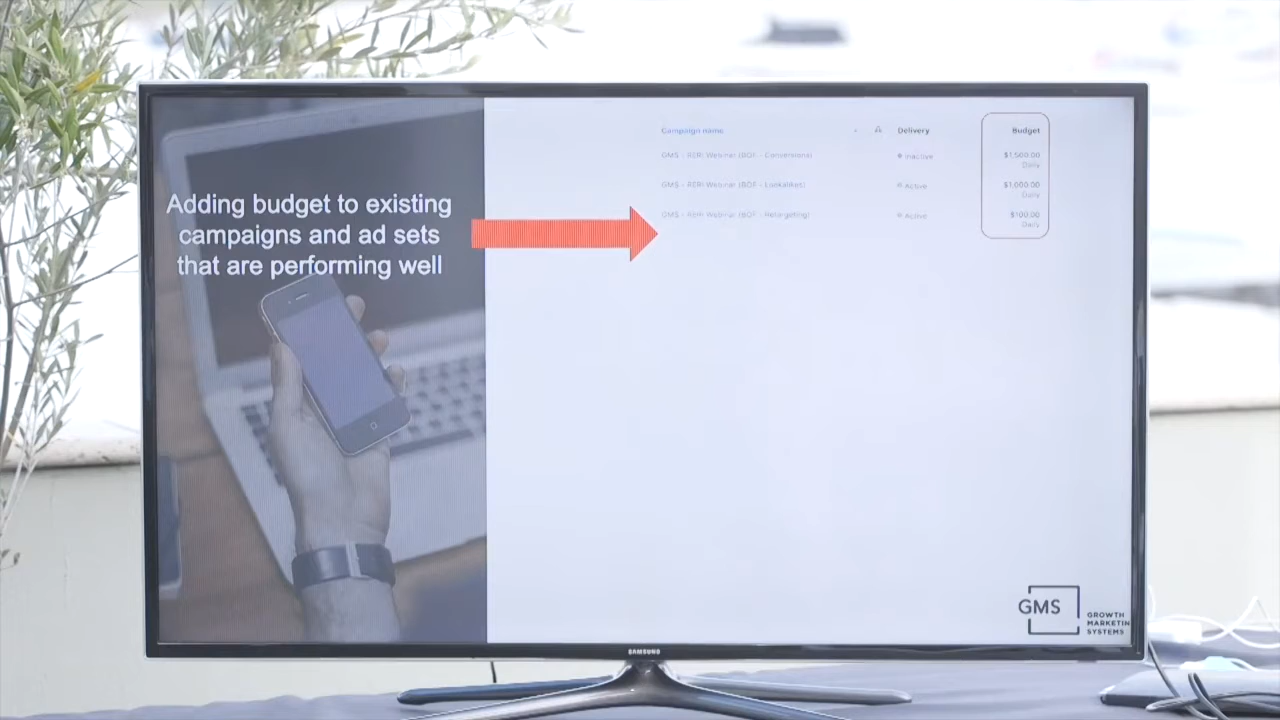 Adding budget to existing
campaigns and ad sets
that are performing well
Campaign name Delivery Budget
GMS - RERI Webinar (BOF - Conversions) Inactive $1,500.00
Daily
GMS - RERI Webinar (BOF - Lookalikes) Active $1,000.00
Daily
GMS - RERI Webinar (BOF - Retargeting) Active $100.00
Daily
GMS
GROWTH
MARKETIN
SYSTEMS
SAMSUNG